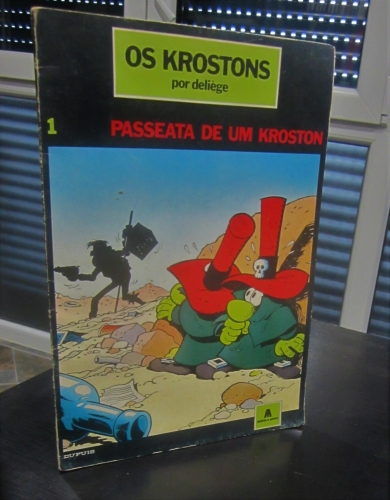 OS KROSTONS
por deliège
1
PASSEATA DE UM KROSTON
A
DUPUIS